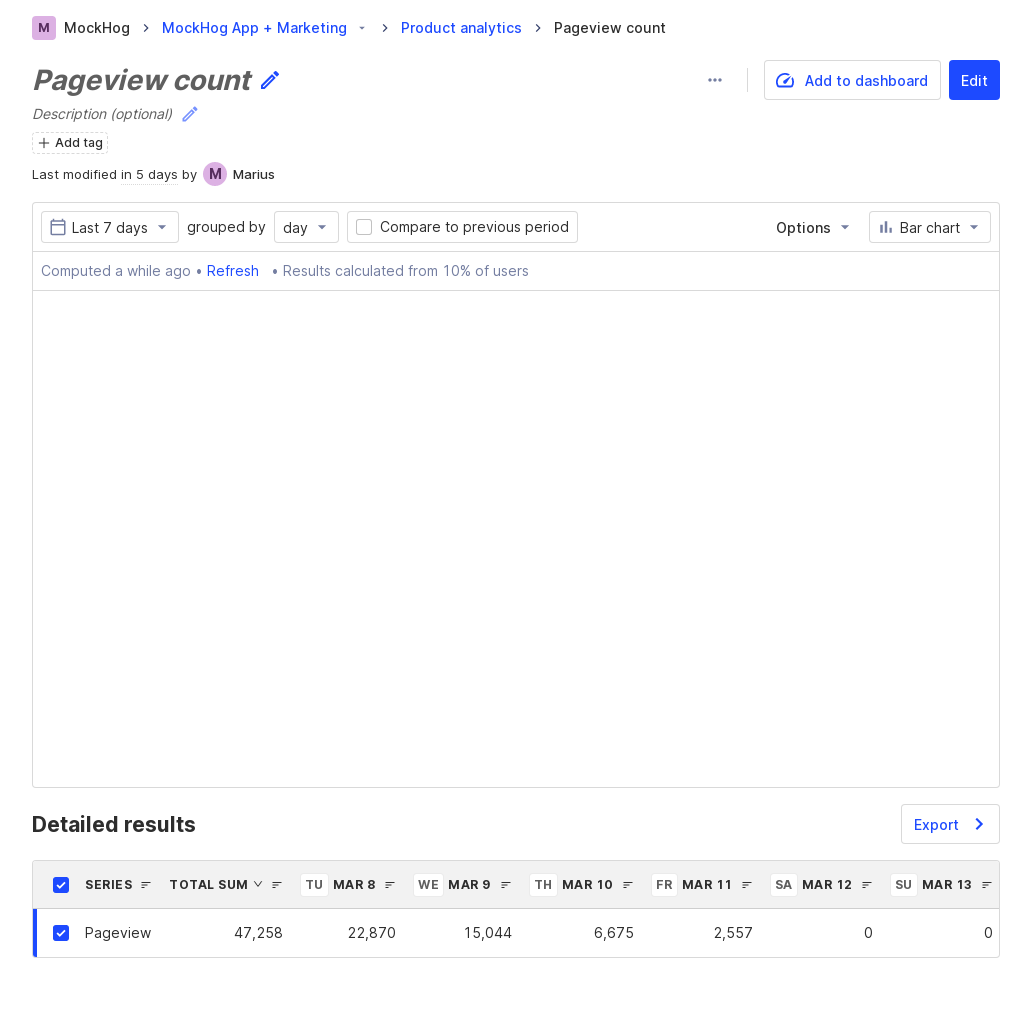 M MockHog MockHog App + Marketing Product analytics Pageview count
Pageview count
Add to dashboard Edit
Description (optional)
Add tag
Last modified in 5 days by M Marius
Last 7 days grouped by day Compare to previous period Options Bar chart
Computed a while ago • Refresh • Results calculated from 10% of users
Detailed results Export
SERIES TOTAL SUM TU MAR 8 WE MAR 9 TH MAR 10 FR MAR 11 SA MAR 12 SU MAR 13
Pageview 47,258 22,870 15,044 6,675 2,557 0 0